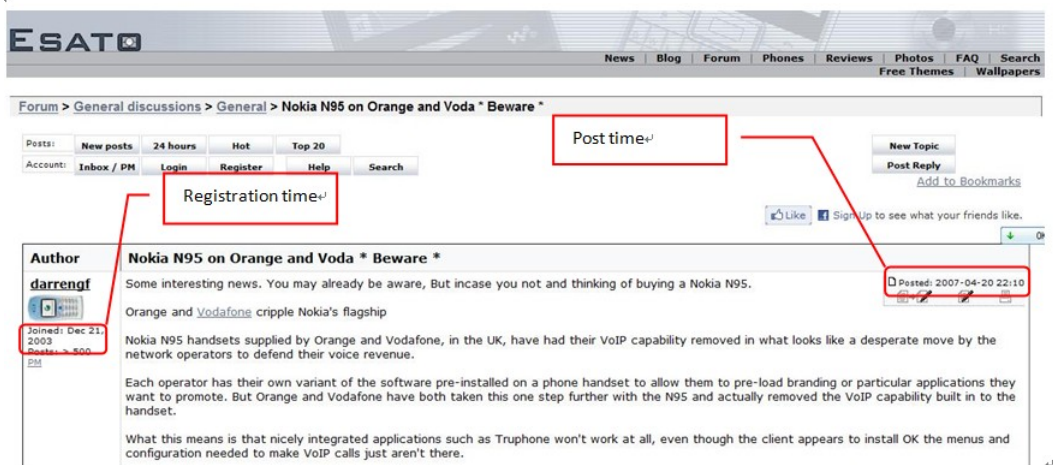 ESATO
News | Blog | Forum | Phones | Reviews | Photos | FAQ | Search
Free Themes | Wallpapers
Forum > General discussions > General > Nokia N95 on Orange and Voda * Beware *
Posts: New posts 24 hours Hot Top 20
Account: Inbox / PM Login Register Help Search
Post time
New Topic
Post Reply
Add to Bookmarks
Registration time
Like Sign Up to see what your friends like.
Author Nokia N95 on Orange and Voda * Beware *
darrengf
Joined: Dec 21,
2003
Posts: > 500
PM
Posted: 2007-04-20 22:10
Some interesting news. You may already be aware, But incase you not and thinking of buying a Nokia N95.
Orange and Vodafone cripple Nokia's flagship
Nokia N95 handsets supplied by Orange and Vodafone, in the UK, have had their VoIP capability removed in what looks like a desperate move by the
network operators to defend their voice revenue.
Each operator has their own variant of the software pre-installed on a phone handset to allow them to pre-load branding or particular applications they
want to promote. But Orange and Vodafone have both taken this one step further with the N95 and actually removed the VoIP capability built in to the
handset.
What this means is that nicely integrated applications such as Truphone won't work at all, even though the client appears to install OK the menus and
configuration needed to make VoIP calls just aren't there.